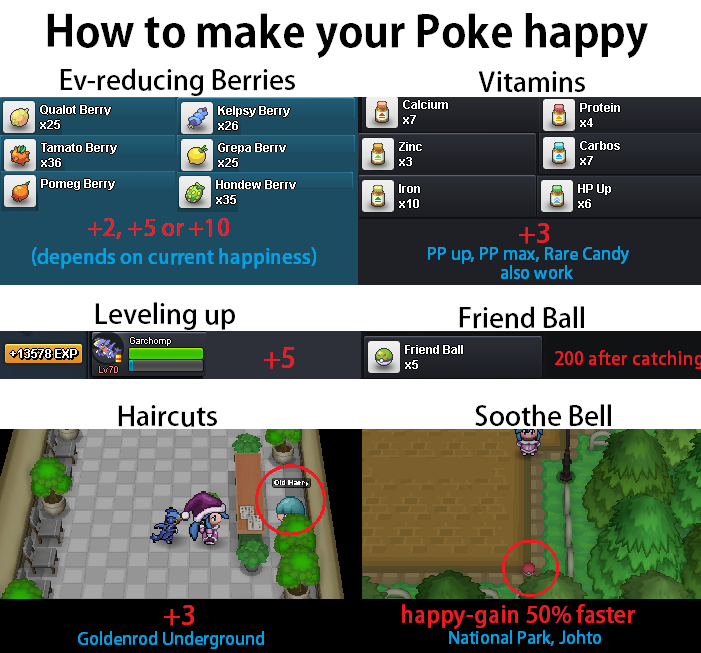 How to make your Poke happy
Ev-reducing Berries
Vitamins
Qualot Berry
x25
Kelpsy Berry
x26
Tamato Berry
x36
Grepa Berry
x25
Pomeg Berry
Hondew Berry
x35
+2, +5 or +10
(depends on current happiness)
Calcium
x7
Protein
x4
Zinc
x3
Carbos
x7
Iron
x10
HP Up
x6
+3
PP up, PP max, Rare Candy
also work
Leveling up
Friend Ball
+13578 EXP
Garchomp
Lv70
+5
Friend Ball
x5
200 after catching
Haircuts
Soothe Bell
Old Harry
+3
Goldenrod Underground
happy-gain 50% faster
National Park, Johto